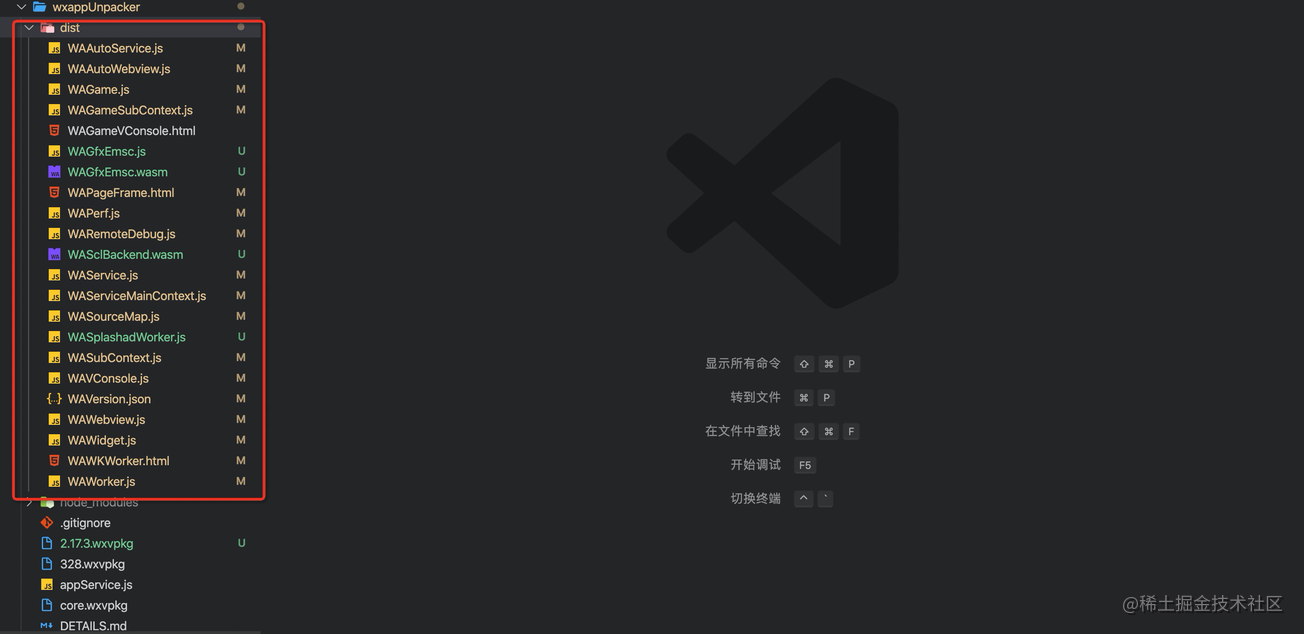 wxappUnpacker
dist
WAAutoService.js M
WAAutoWebview.js M
WAGame.js M
WAGameSubContext.js M
WAGameVConsole.html
WAGfxEmsc.js U
WAGfxEmsc.wasm U
WAPageFrame.html M
WAPerf.js M
WARemoteDebug.js M
WASclBackend.wasm U
WAService.js M
WAServiceMainContext.js M
WASourceMap.js M
WASplashadWorker.js U
WASubContext.js M
WAVConsole.js M
WAVersion.json M
WAWebview.js M
WAWidget.js M
WAWKWorker.html M
WAWorker.js M
node_modules
.gitignore
2.17.3.wxvpkg U
328.wxvpkg
appService.js
core.wxvpkg
DETAILS.md
显示所有命令 ⇧ ⌘ P
转到文件 ⌘ P
在文件中查找 ⇧ ⌘ F
开始调试 F5
切换终端 ^ `
@稀土掘金技术社区